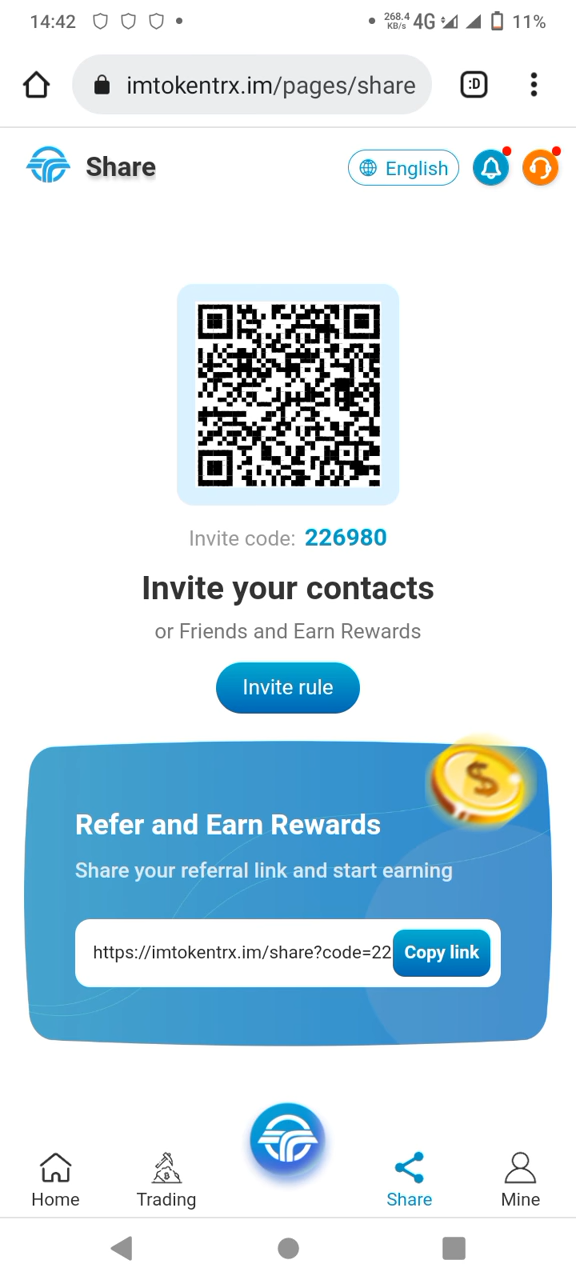 14:42
268.4 KB/s 4G 11%
imtokentrx.im/pages/share :D
Share English
Invite code: 226980
Invite your contacts
or Friends and Earn Rewards
Invite rule
$
Refer and Earn Rewards
Share your referral link and start earning
https://imtokentrx.im/share?code=22 Copy link
Home Trading Share Mine